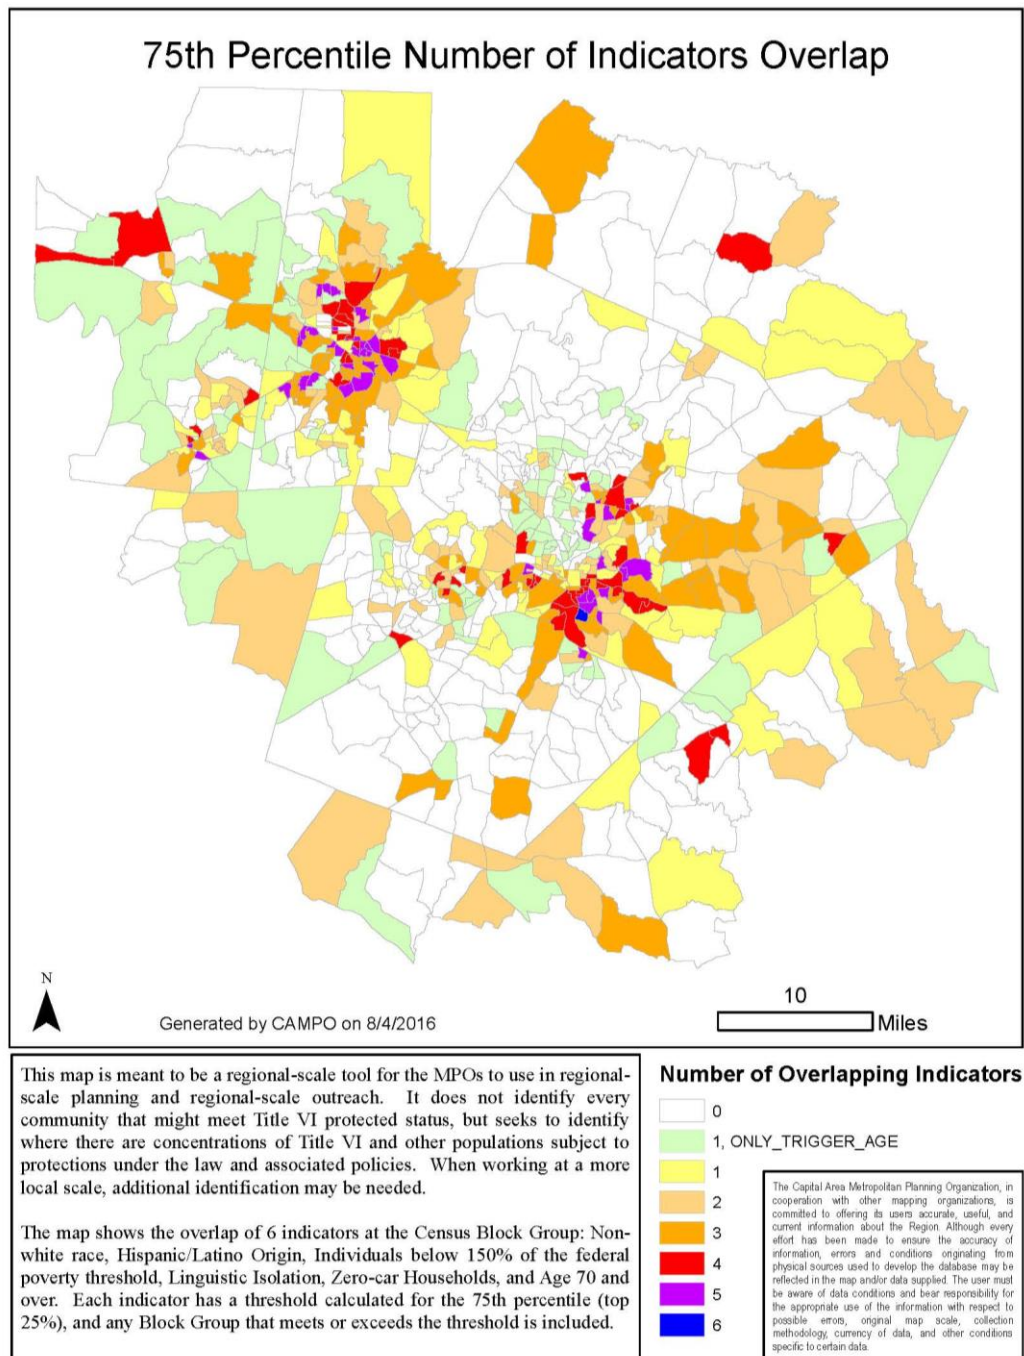 75th Percentile Number of Indicators Overlap
N
Generated by CAMPO on 8/4/2016
10
Miles
This map is meant to be a regional-scale tool for the MPOs to use in regional-
scale planning and regional-scale outreach. It does not identify every
community that might meet Title VI protected status, but seeks to identify
where there are concentrations of Title VI and other populations subject to
protections under the law and associated policies. When working at a more
local scale, additional identification may be needed.
The map shows the overlap of 6 indicators at the Census Block Group: Non-
white race, Hispanic/Latino Origin, Individuals below 150% of the federal
poverty threshold, Linguistic Isolation, Zero-car Households, and Age 70 and
over. Each indicator has a threshold calculated for the 75th percentile (top
25%), and any Block Group that meets or exceeds the threshold is included.
Number of Overlapping Indicators
0
1, ONLY_TRIGGER_AGE
1
2
3
4
5
6
The Capital Area Metropolitan Planning Organization, in
cooperation with other mapping organizations, is
committed to offering its users accurate, useful, and
current information about the Region. Although every
effort has been made to ensure the accuracy of
information, errors and conditions originating from
physical sources used to develop the database may be
reflected in the map and/or data supplied. The user must
be aware of data conditions and bear responsibility for
the appropriate use of the information with respect to
possible errors, original map scale, collection
methodology, currency of data, and other conditions
specific to certain data.